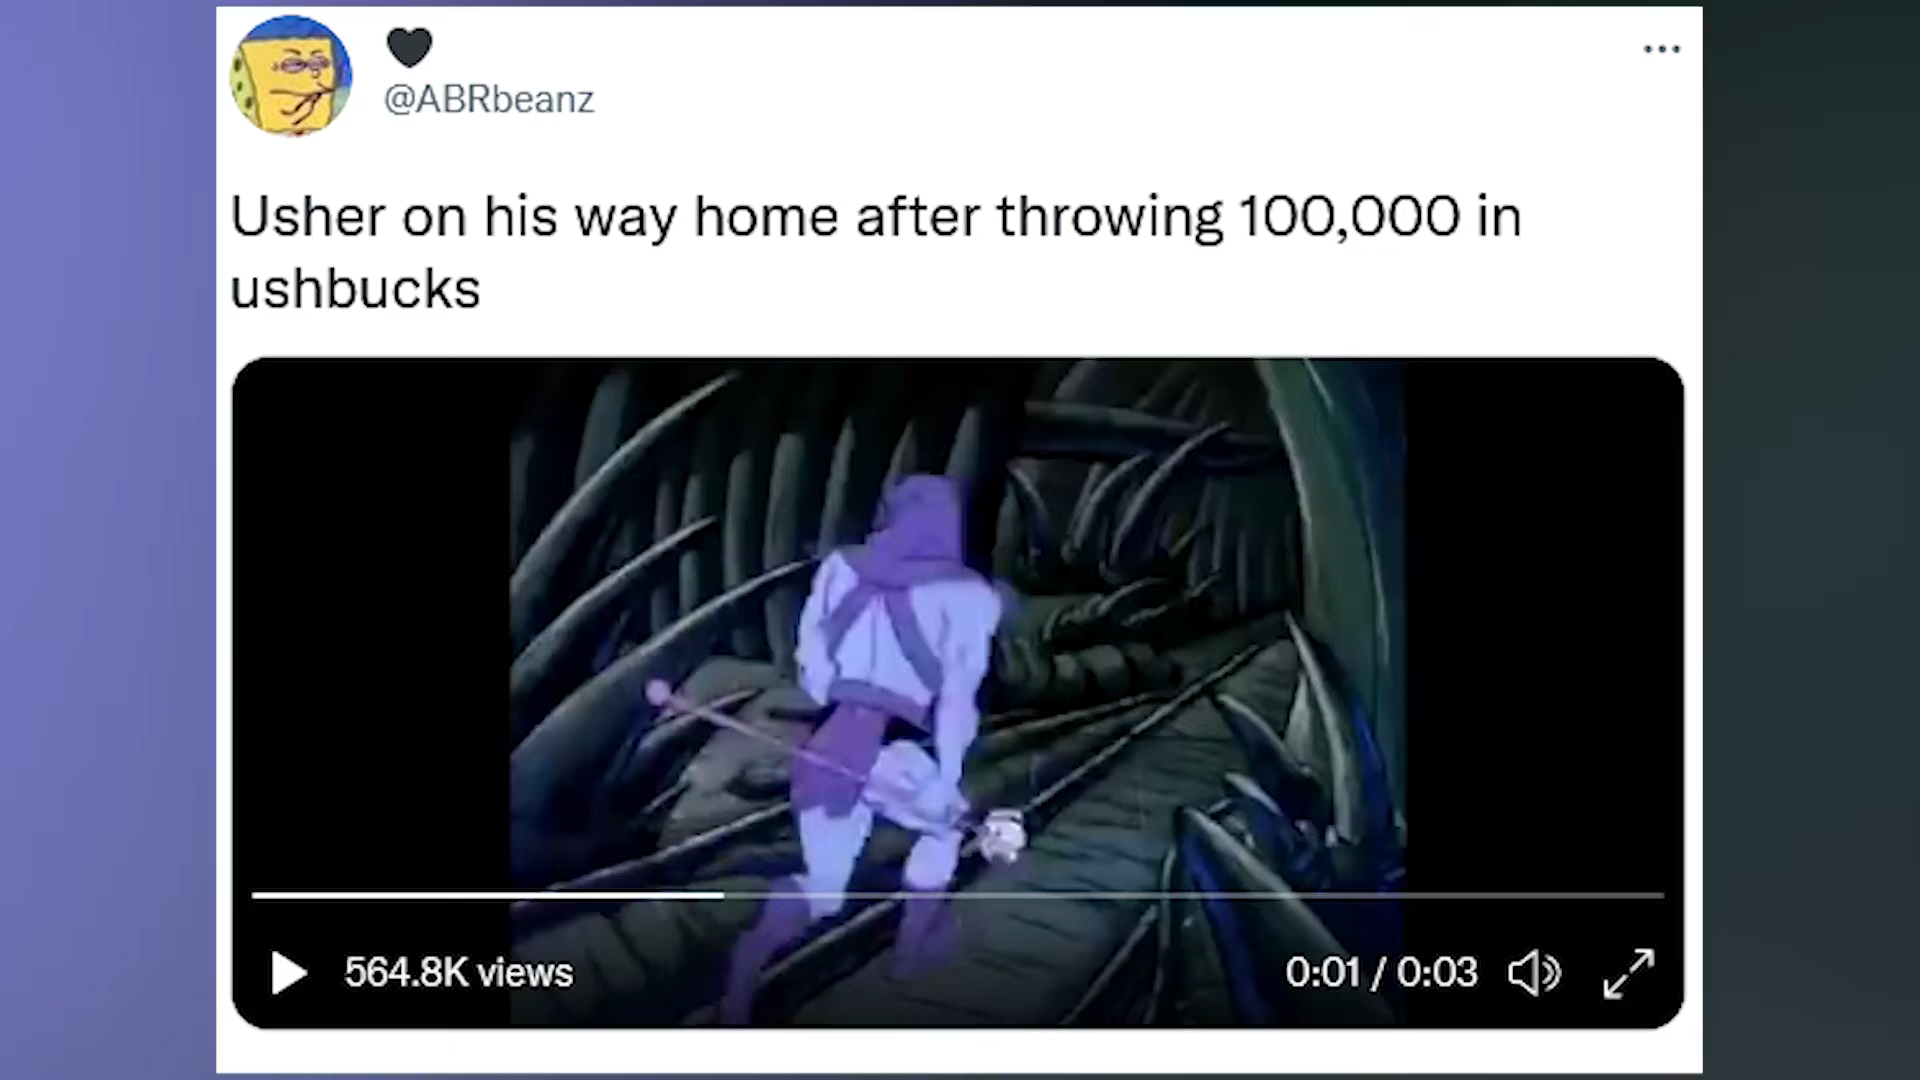 @ABRbeanz
Usher on his way home after throwing 100,000 in
ushbucks
564.8K views
0:01 / 0:03